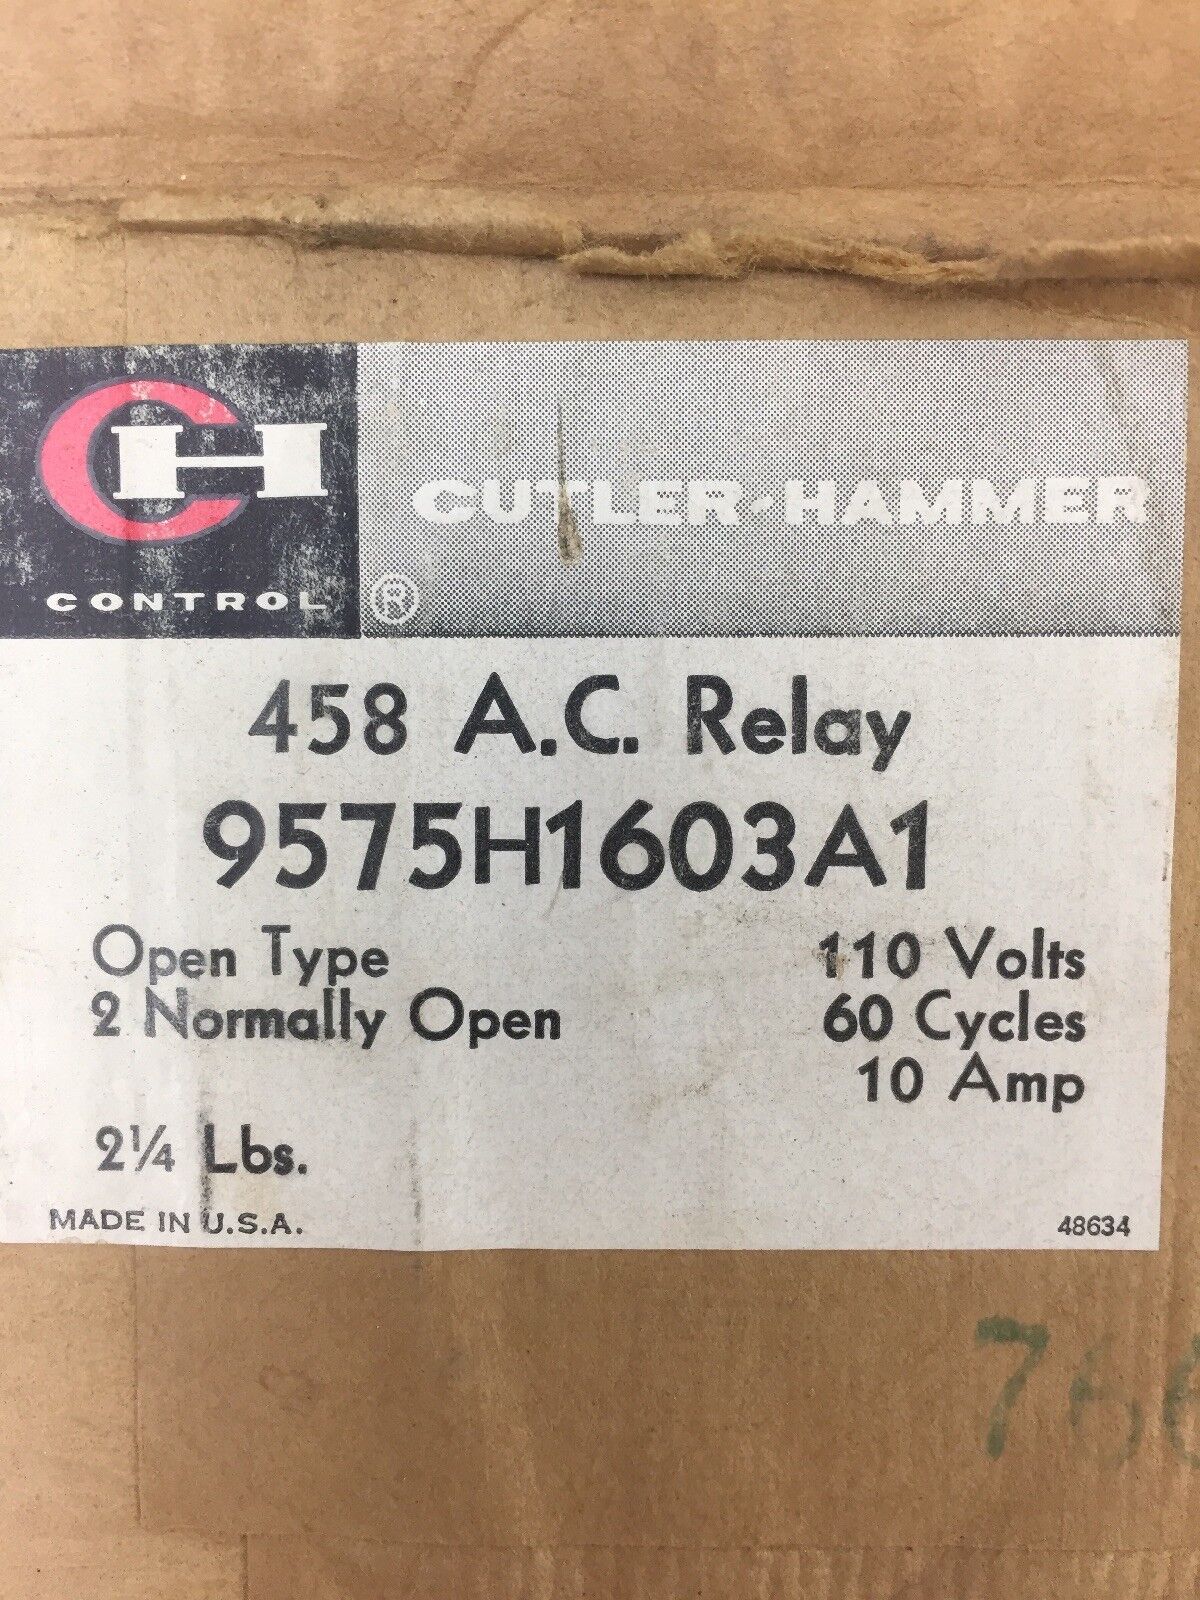 CH
CONTROL ®
CUTLER-HAMMER
458 A.C. Relay
9575H1603A1
Open Type 110 Volts
2 Normally Open 60 Cycles
10 Amp
2¼ Lbs.
MADE IN U.S.A. 48634